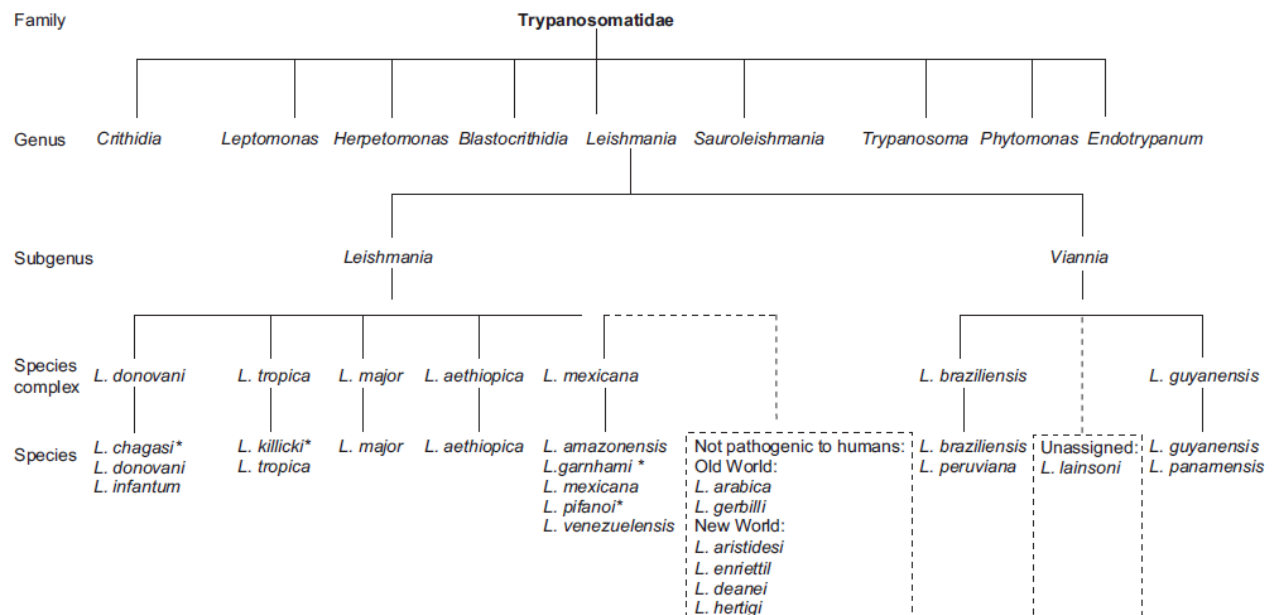 Family Trypanosomatidae
Genus Crithidia Leptomonas Herpetomonas Blastocrithidia Leishmania Sauroleishmania Trypanosoma Phytomonas Endotrypanum
Subgenus Leishmania Viannia
Species
complex L. donovani L. tropica L. major L. aethiopica L. mexicana L. braziliensis L. guyanensis
Species
L. chagasi*
L. donovani
L. infantum
L. killicki*
L. tropica
L. major
L. aethiopica
L. amazonensis
L.garnhami *
L. mexicana
L. pifanoi*
L. venezuelensis
Not pathogenic to humans:
Old World:
L. arabica
L. gerbilli
New World:
L. aristidesi
L. enriettil
L. deanei
L. hertigi
L. braziliensis
L. peruviana
Unassigned:
L. lainsoni
L. guyanensis
L. panamensis